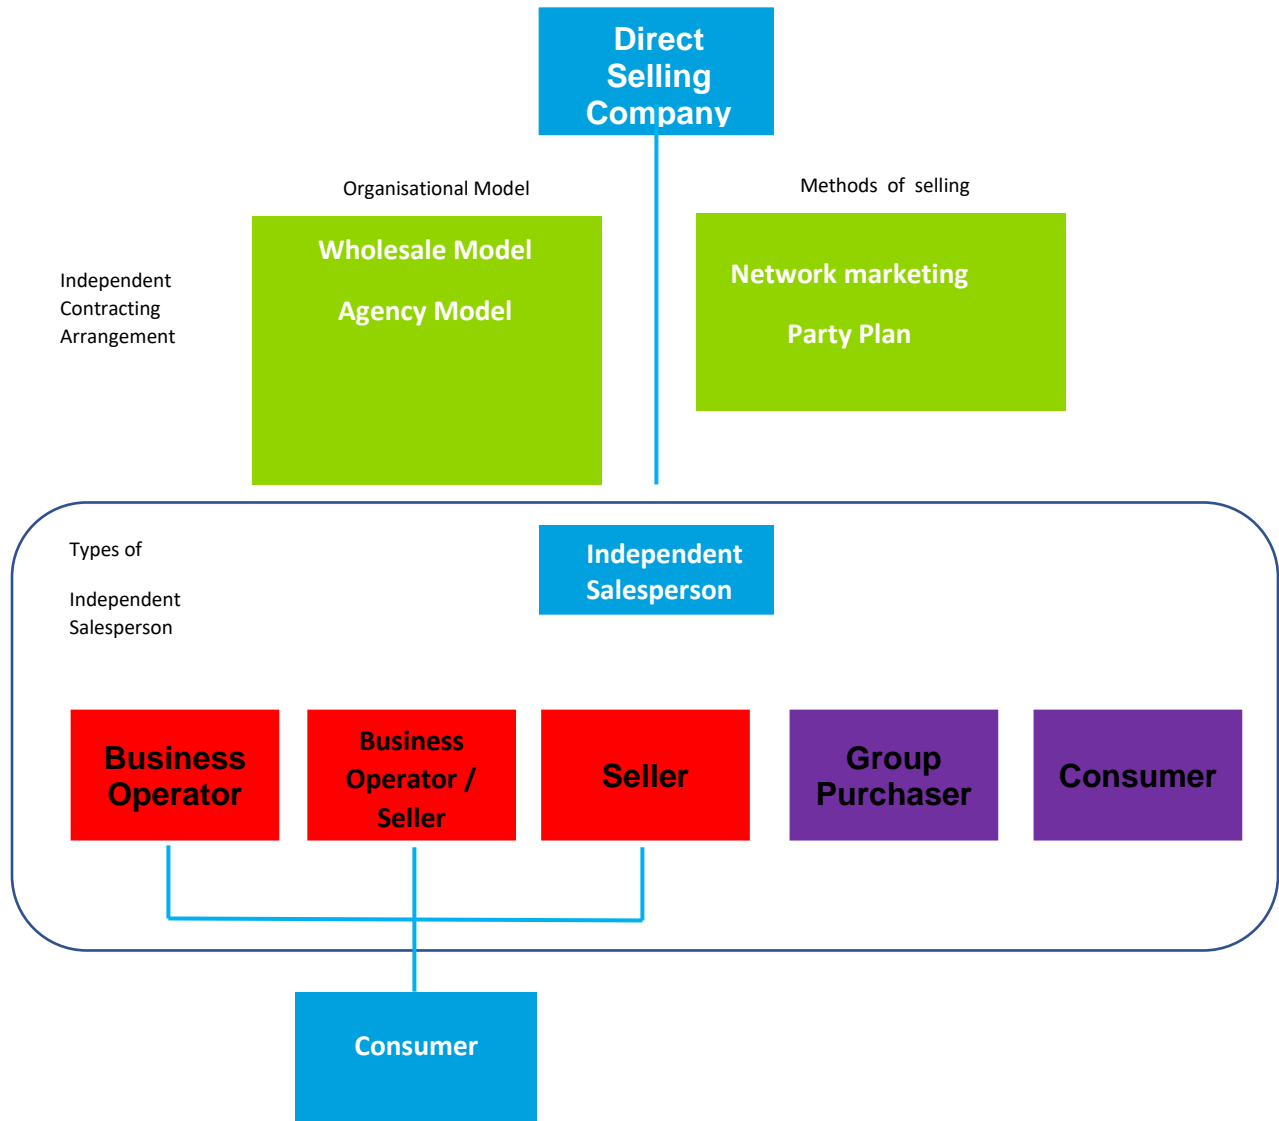 Direct
Selling
Company
Organisational Model
Methods of selling
Independent
Contracting
Arrangement
Wholesale Model
Agency Model
Network marketing
Party Plan
Types of
Independent
Salesperson
Independent
Salesperson
Business
Operator
Business
Operator /
Seller
Seller
Group
Purchaser
Consumer
Consumer